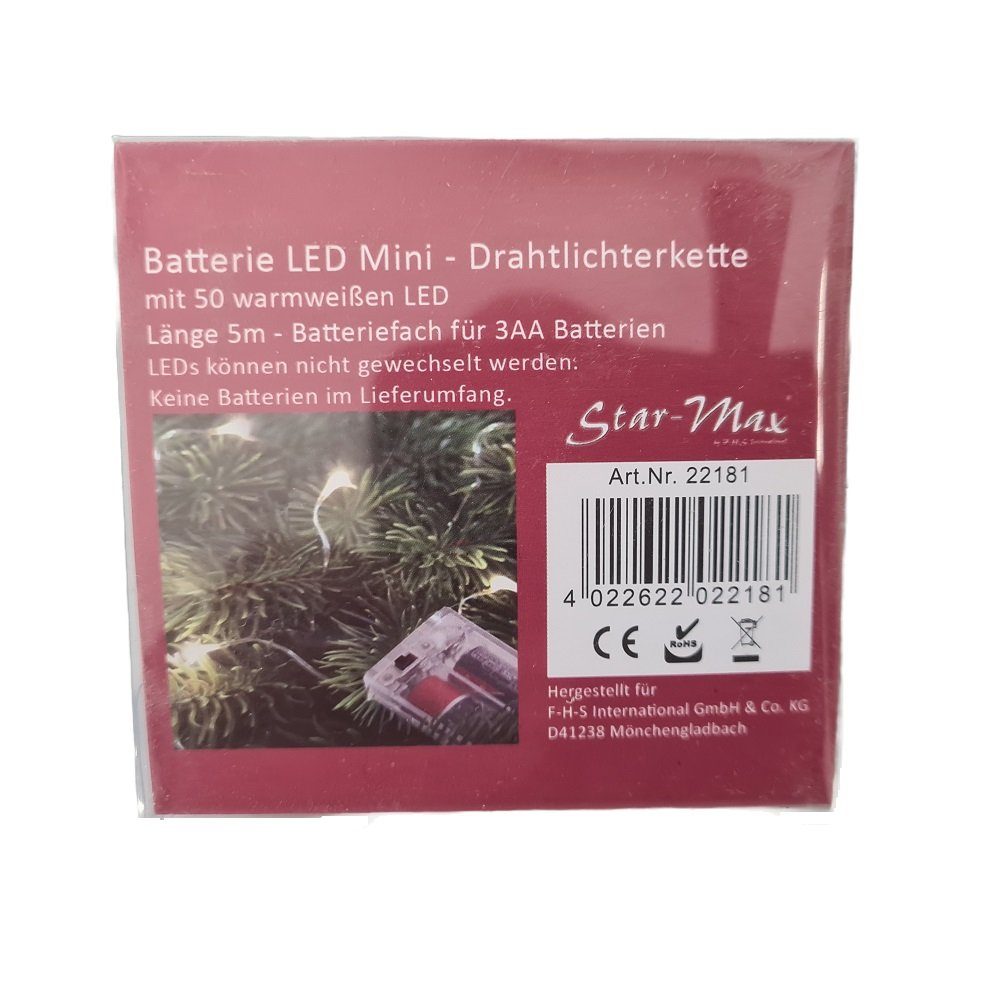 Batterie LED Mini - Drahtlichterkette
mit 50 warmweißen LED
Länge 5m - Batteriefach für 3AA Batterien
LEDs können nicht gewechselt werden.
Keine Batterien im Lieferumfang.
Star-Max
by F-H-S International
Art.Nr. 22181
4 022622 022181
CE
RoHS
Hergestellt für
F-H-S International GmbH & Co. KG
D41238 Mönchengladbach